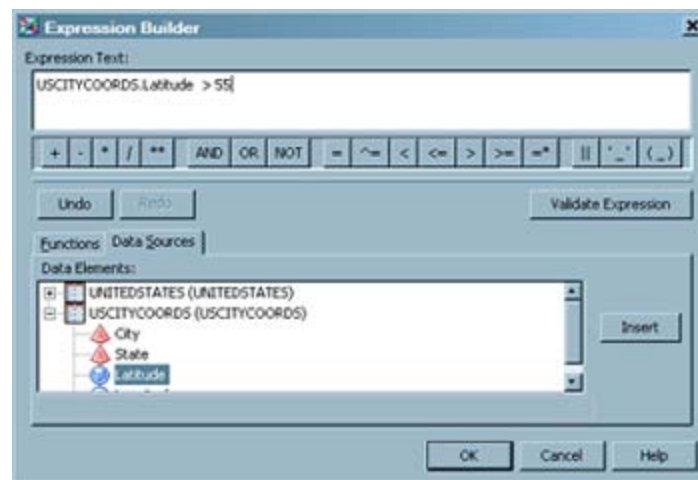 Expression Builder
Expression Text:
USCITYCOORDS.Latitude > 55
+ - * / ** AND OR NOT = ^= < <= > >= =* || '_' (_)
Undo Redo Validate Expression
Functions Data Sources
Data Elements:
UNITEDSTATES (UNITEDSTATES)
USCITYCOORDS (USCITYCOORDS)
City
Insert
State
Latitude
OK Cancel Help